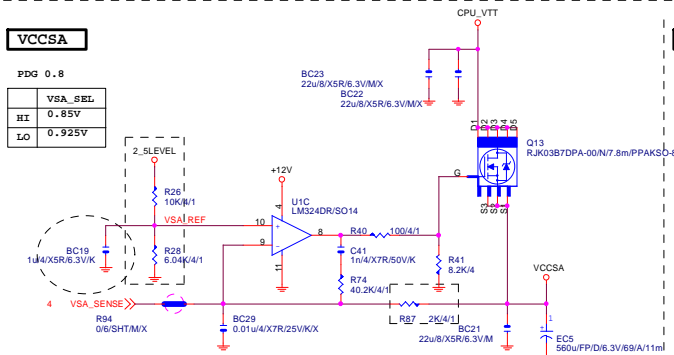 CPU_VTT
VCCSA
PDG 0.8
VSA_SEL
HI 0.85V
LO 0.925V
BC23
22u/8/X5R/6.3V/M/X
BC22
22u/8/X5R/6.3V/M/X
D1
D2
D3
D4
D5
Q13
RJK03B7DPA-00/N/7.8m/PPAKSO-8
G
S3
S2
S1
2_5LEVEL
R26
10K/4/1
VSA_REF
+12V
U1C
LM324DR/SO14
4
10
+
9
-
8
11
R40
100/4/1
BC19
1u/4/X5R/6.3V/K
R28
6.04K/4/1
C41
1n/4/X7R/50V/K
R41
8.2K/4
R74
40.2K/4/1
VCCSA
4 VSA_SENSE
R94
0/6/SHT/M/X
BC29
0.01u/4/X7R/25V/K/X
R87
2K/4/1
BC21
22u/8/X5R/6.3V/M
1
+
EC5
560u/FP/D/6.3V/69/A/11m